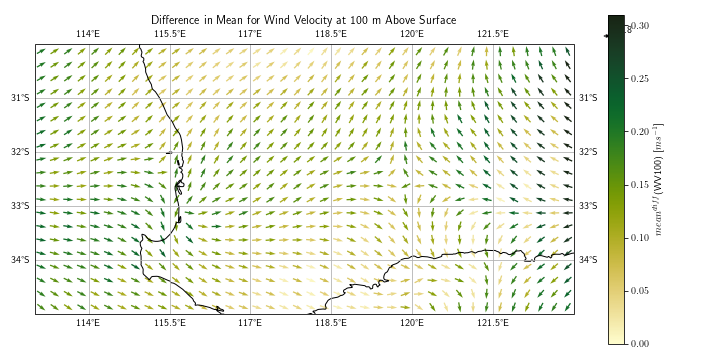 Difference in Mean for Wind Velocity at 100 m Above Surface
114°E 115.5°E 117°E 118.5°E 120°E 121.5°E
31°S 31°S
32°S 32°S
33°S 33°S
34°S 34°S
114°E 115.5°E 117°E 118.5°E 120°E 121.5°E
0.30
0.25
0.20
0.15
0.10
0.05
0.00
(WV100) [ms⁻¹]